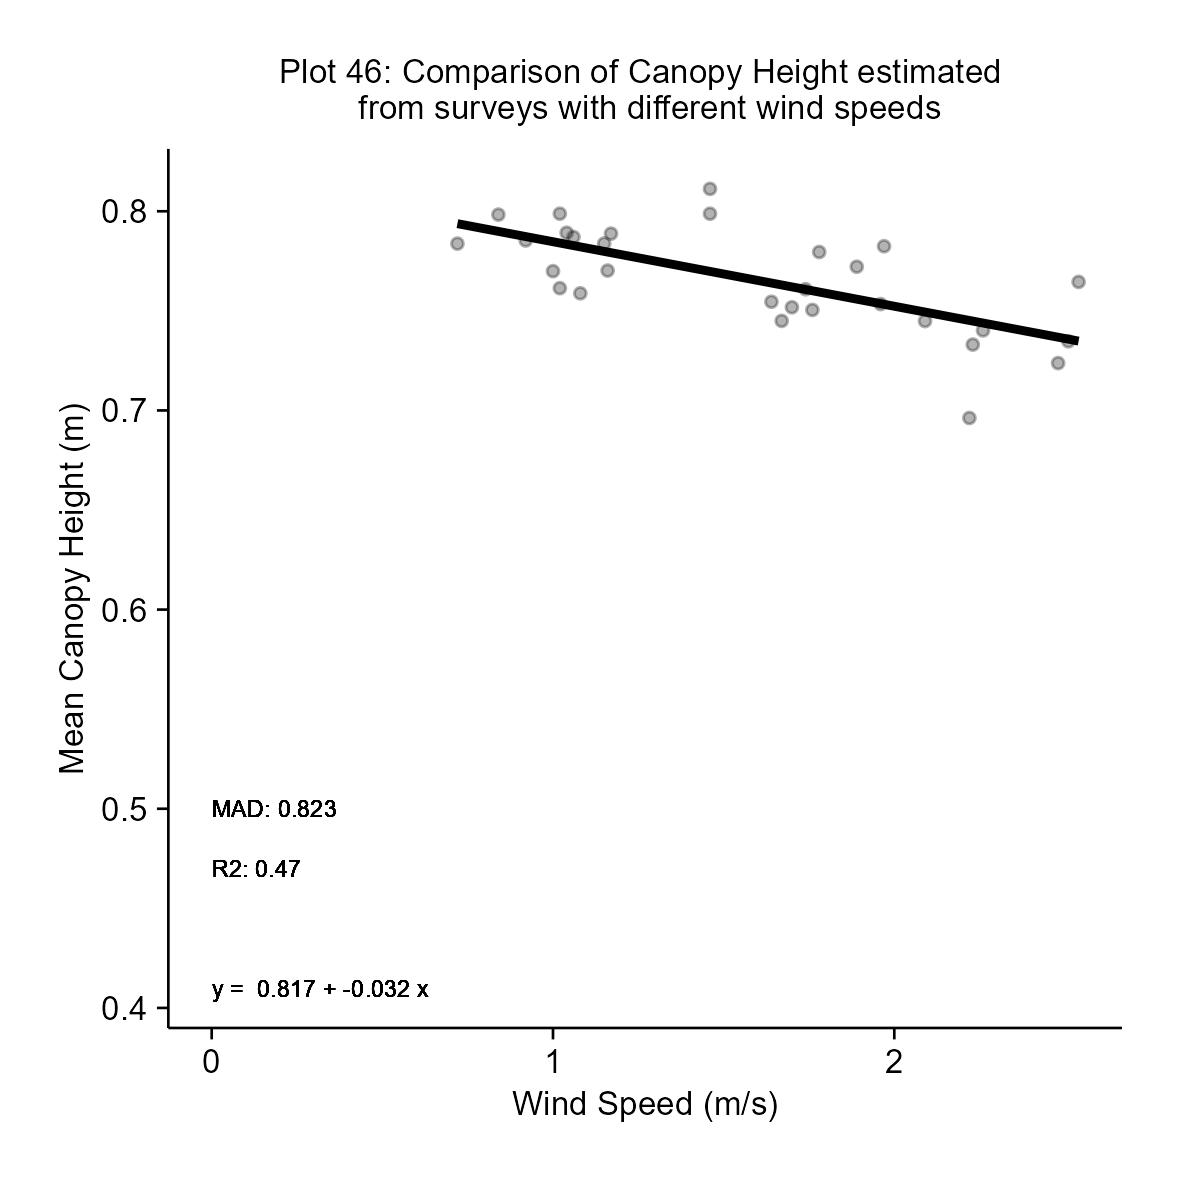 Plot 46: Comparison of Canopy Height estimated
from surveys with different wind speeds
Mean Canopy Height (m)
0.8
0.7
0.6
0.5
0.4
MAD: 0.823
R2: 0.47
y =  0.817 + -0.032 x
0
1
2
Wind Speed (m/s)